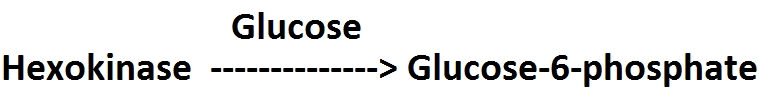 Glucose
Hexokinase --------------> Glucose-6-phosphate